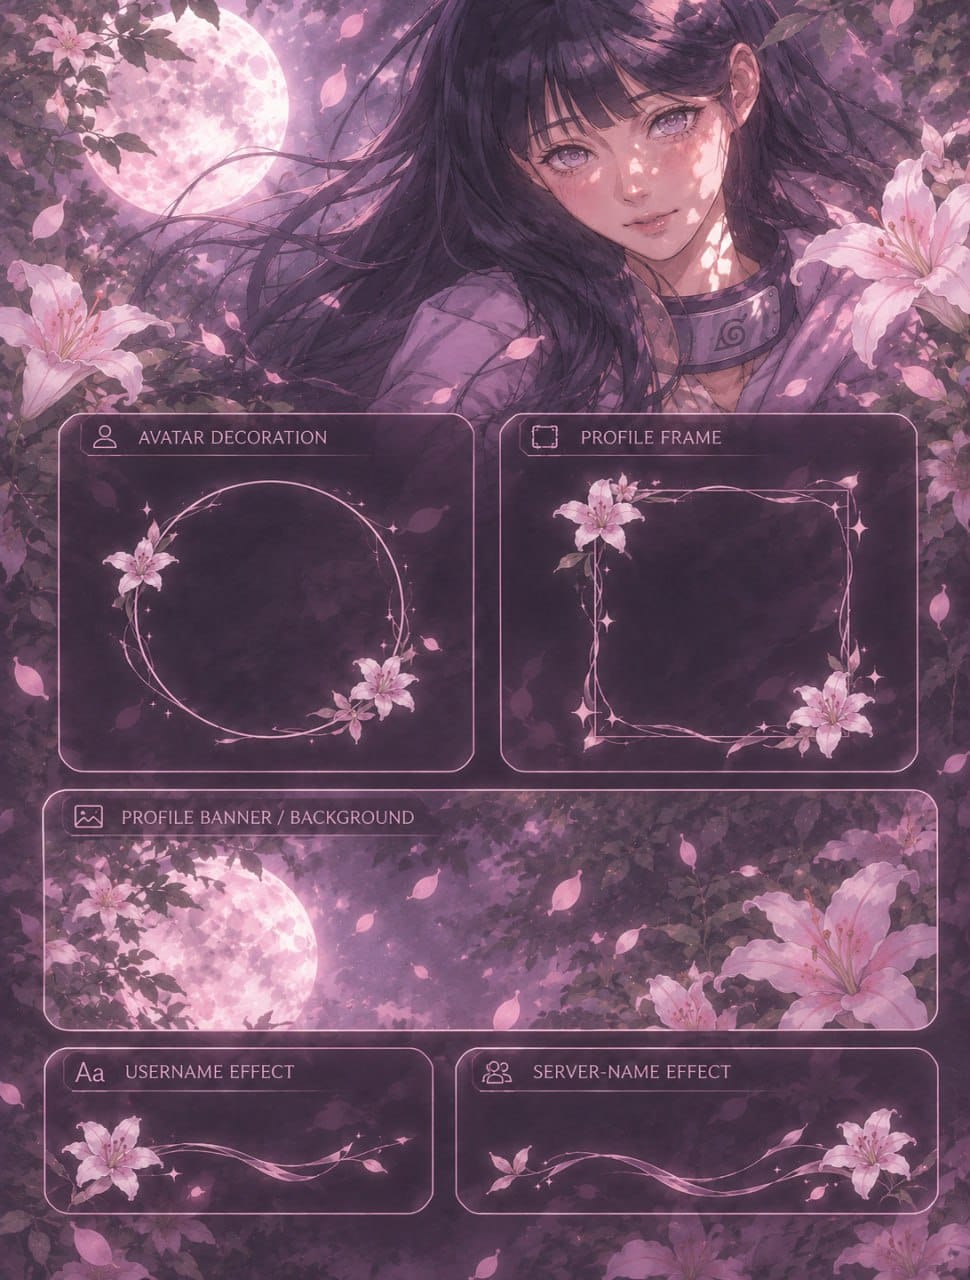 AVATAR DECORATION
PROFILE FRAME
PROFILE BANNER / BACKGROUND
Aa USERNAME EFFECT
SERVER-NAME EFFECT